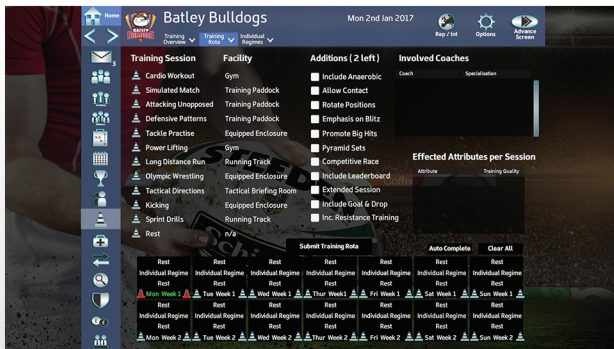 Home
Batley Bulldogs
Mon 2nd Jan 2017
Rep / Int
Options
Advance Screen
BATLEY
BULLDOGS
Training Overview
Training Rota
Individual Regimes
3
Training Session Facility Additions ( 2 left ) Involved Coaches
Cardio Workout Gym Include Anaerobic Coach Specialisation
Simulated Match Training Paddock Allow Contact
Attacking Unopposed Training Paddock Rotate Positions
Defensive Patterns Training Paddock Emphasis on Blitz
Tackle Practise Equipped Enclosure Promote Big Hits
Power Lifting Gym Pyramid Sets
Long Distance Run Running Track Competitive Race Effected Attributes per Session
Olympic Wrestling Equipped Enclosure Include Leaderboard Attribute Training Quality
Tactical Directions Tactical Briefing Room Extended Session
Kicking Equipped Enclosure Include Goal & Drop
Sprint Drills Running Track Inc. Resistance Training
Rest n/a
Submit Training Rota Auto Complete Clear All
Rest Rest Rest Rest Rest Rest Rest
Individual Regime Individual Regime Individual Regime Individual Regime Individual Regime Individual Regime Individual Regime
Rest Rest Rest Rest Rest Rest Rest
Mon Week 1 Tue Week 1 Wed Week 1 Thur Week1 Fri Week 1 Sat Week 1 Sun Week 1
Rest Rest Rest Rest Rest Rest Rest
Individual Regime Individual Regime Individual Regime Individual Regime Individual Regime Individual Regime Individual Regime
Rest Rest Rest Rest Rest Rest Rest
Mon Week 2 Tue Week 2 Wed Week 2 Thur Week 2 Fri Week 2 Sat Week 2 Sun Week 2